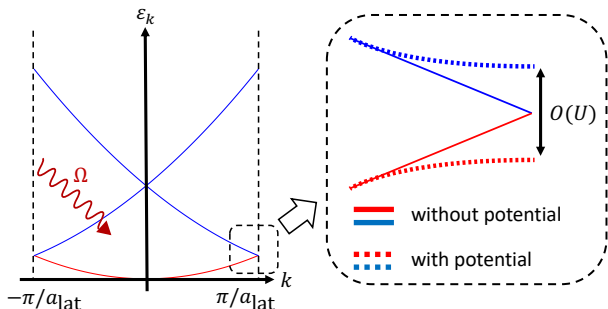 ε_k
Ω
k
−π/a_lat
π/a_lat
O(U)
without potential
with potential